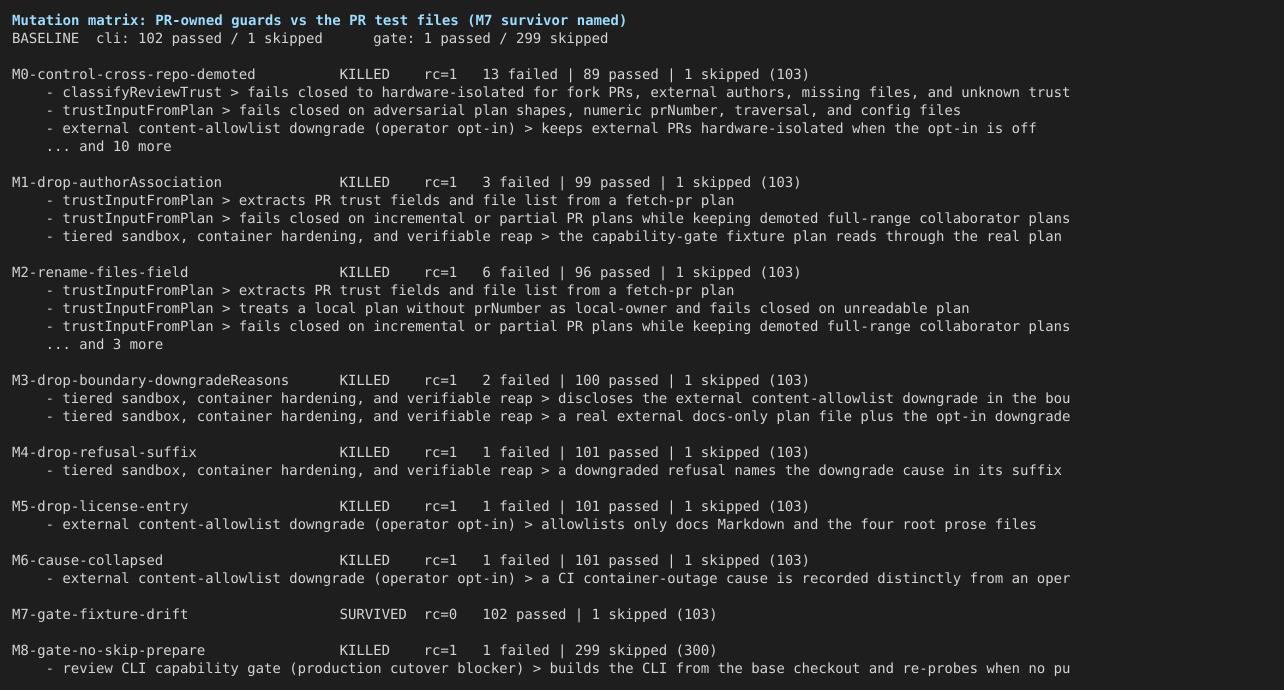 Mutation matrix: PR-owned guards vs the PR test files (M7 survivor named)
BASELINE  cli: 102 passed / 1 skipped      gate: 1 passed / 299 skipped
M0-control-cross-repo-demoted          KILLED    rc=1   13 failed | 89 passed | 1 skipped (103)
- classifyReviewTrust > fails closed to hardware-isolated for fork PRs, external authors, missing files, and unknown trust
- trustInputFromPlan > fails closed on adversarial plan shapes, numeric prNumber, traversal, and config files
- external content-allowlist downgrade (operator opt-in) > keeps external PRs hardware-isolated when the opt-in is off
... and 10 more
M1-drop-authorAssociation              KILLED    rc=1   3 failed | 99 passed | 1 skipped (103)
- trustInputFromPlan > extracts PR trust fields and file list from a fetch-pr plan
- trustInputFromPlan > fails closed on incremental or partial PR plans while keeping demoted full-range collaborator plans
- tiered sandbox, container hardening, and verifiable reap > the capability-gate fixture plan reads through the real plan
M2-rename-files-field                  KILLED    rc=1   6 failed | 96 passed | 1 skipped (103)
- trustInputFromPlan > extracts PR trust fields and file list from a fetch-pr plan
- trustInputFromPlan > treats a local plan without prNumber as local-owner and fails closed on unreadable plan
- trustInputFromPlan > fails closed on incremental or partial PR plans while keeping demoted full-range collaborator plans
... and 3 more
M3-drop-boundary-downgradeReasons      KILLED    rc=1   2 failed | 100 passed | 1 skipped (103)
- tiered sandbox, container hardening, and verifiable reap > discloses the external content-allowlist downgrade in the bou
- tiered sandbox, container hardening, and verifiable reap > a real external docs-only plan file plus the opt-in downgrade
M4-drop-refusal-suffix                 KILLED    rc=1   1 failed | 101 passed | 1 skipped (103)
- tiered sandbox, container hardening, and verifiable reap > a downgraded refusal names the downgrade cause in its suffix
M5-drop-license-entry                  KILLED    rc=1   1 failed | 101 passed | 1 skipped (103)
- external content-allowlist downgrade (operator opt-in) > allowlists only docs Markdown and the four root prose files
M6-cause-collapsed                     KILLED    rc=1   1 failed | 101 passed | 1 skipped (103)
- external content-allowlist downgrade (operator opt-in) > a CI container-outage cause is recorded distinctly from an oper
M7-gate-fixture-drift                  SURVIVED  rc=0   102 passed | 1 skipped (103)
M8-gate-no-skip-prepare                KILLED    rc=1   1 failed | 299 skipped (300)
- review CLI capability gate (production cutover blocker) > builds the CLI from the base checkout and re-probes when no pu